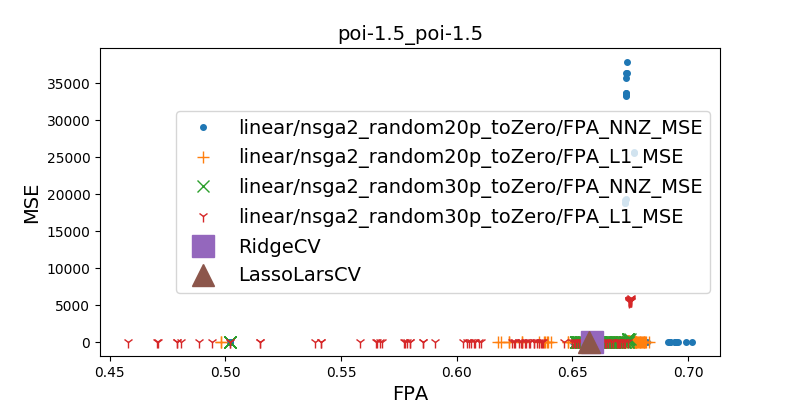 poi-1.5_poi-1.5
MSE
35000
30000
25000
20000
15000
10000
5000
0
linear/nsga2_random20p_toZero/FPA_NNZ_MSE
linear/nsga2_random20p_toZero/FPA_L1_MSE
linear/nsga2_random30p_toZero/FPA_NNZ_MSE
linear/nsga2_random30p_toZero/FPA_L1_MSE
RidgeCV
LassoLarsCV
0.45 0.50 0.55 0.60 0.65 0.70
FPA